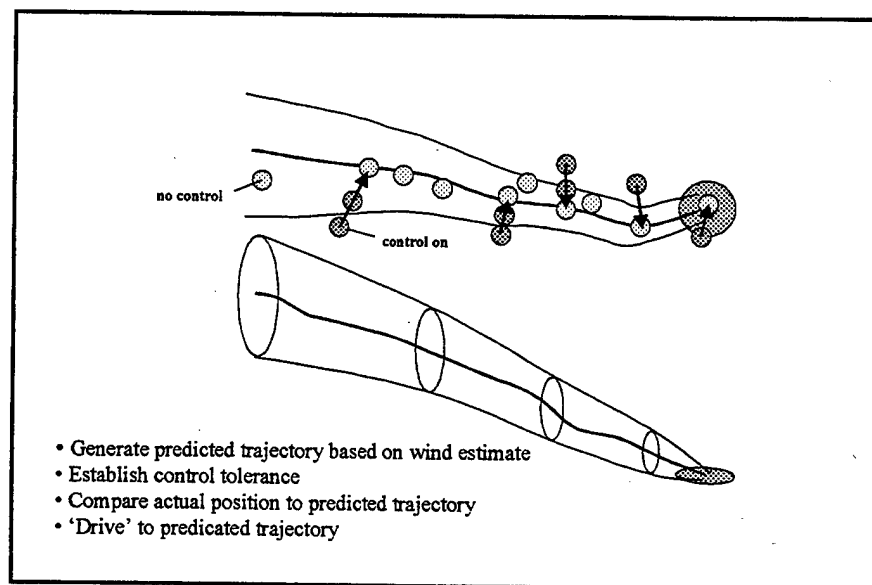 no control
control on
• Generate predicted trajectory based on wind estimate
• Establish control tolerance
• Compare actual position to predicted trajectory
• ‘Drive’ to predicated trajectory